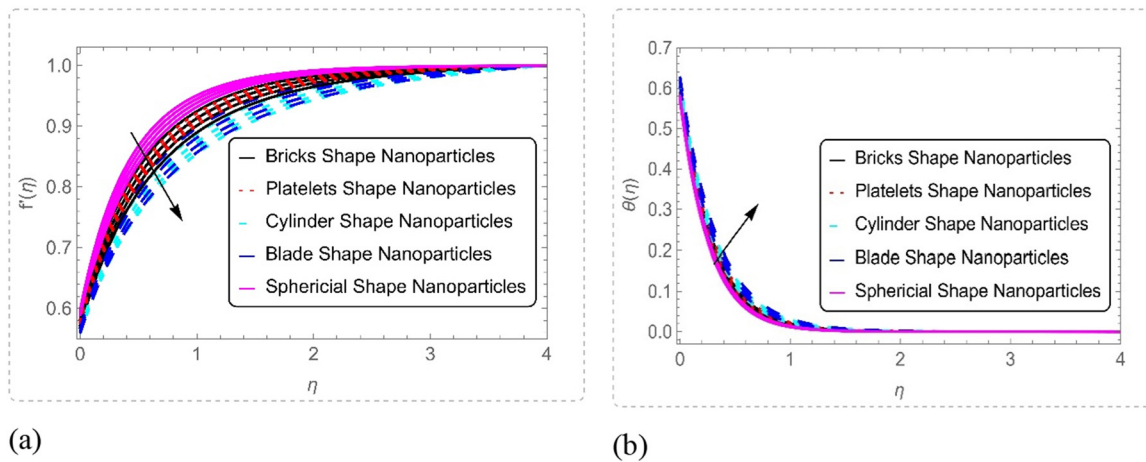 1.0
0.9
0.8
0.7
0.6
f'(η)
Bricks Shape Nanoparticles
Platelets Shape Nanoparticles
Cylinder Shape Nanoparticles
Blade Shape Nanoparticles
Sphericial Shape Nanoparticles
0 1 2 3 4
η
(a)
0.7
0.6
0.5
0.4
0.3
0.2
0.1
0.0
θ(η)
Bricks Shape Nanoparticles
Platelets Shape Nanoparticles
Cylinder Shape Nanoparticles
Blade Shape Nanoparticles
Sphericial Shape Nanoparticles
0 1 2 3 4
η
(b)